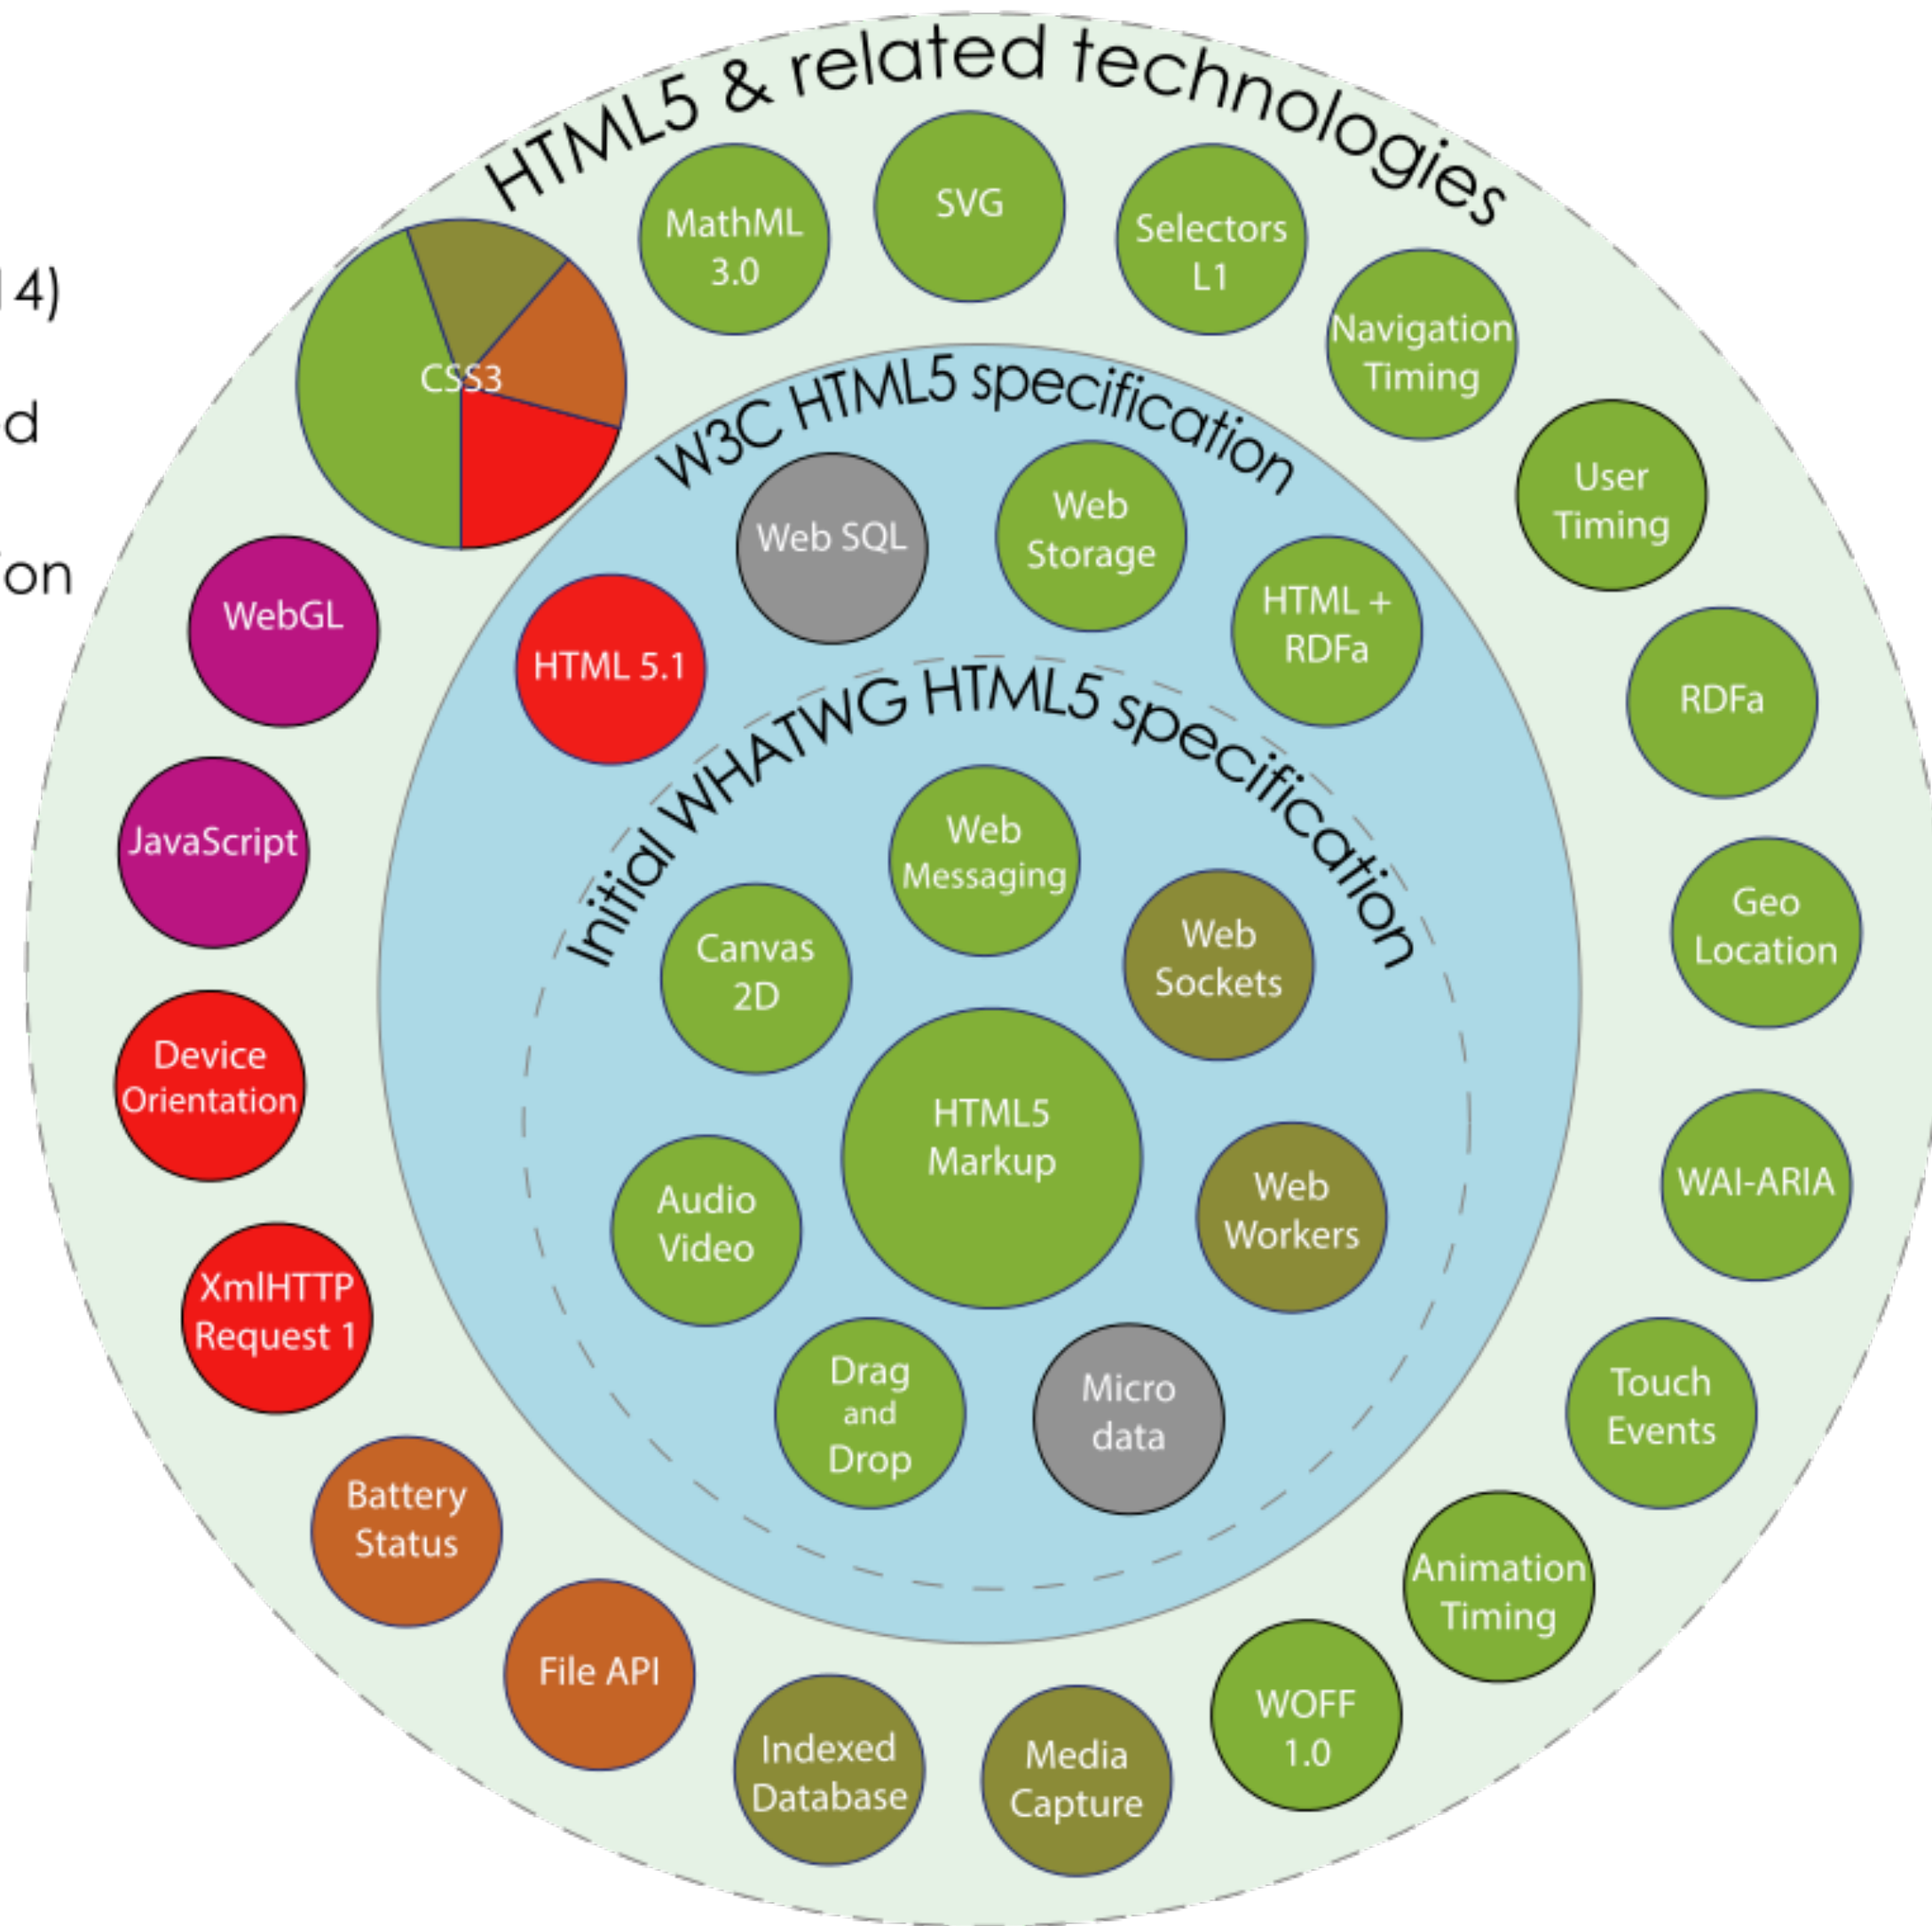 HTML5 & related technologies
14)
d
on
MathML
3.0
SVG
Selectors
L1
Navigation
Timing
User
Timing
RDFa
Geo
Location
WAI-ARIA
Touch
Events
Animation
Timing
WOFF
1.0
Media
Capture
Indexed
Database
File API
Battery
Status
XmlHTTP
Request 1
Device
Orientation
JavaScript
WebGL
CSS3
W3C HTML5 specification
HTML 5.1
Web SQL
Web
Storage
HTML +
RDFa
Initial WHATWG HTML5 specification
Web
Messaging
Canvas
2D
Web
Sockets
HTML5
Markup
Audio
Video
Web
Workers
Drag
and
Drop
Micro
data